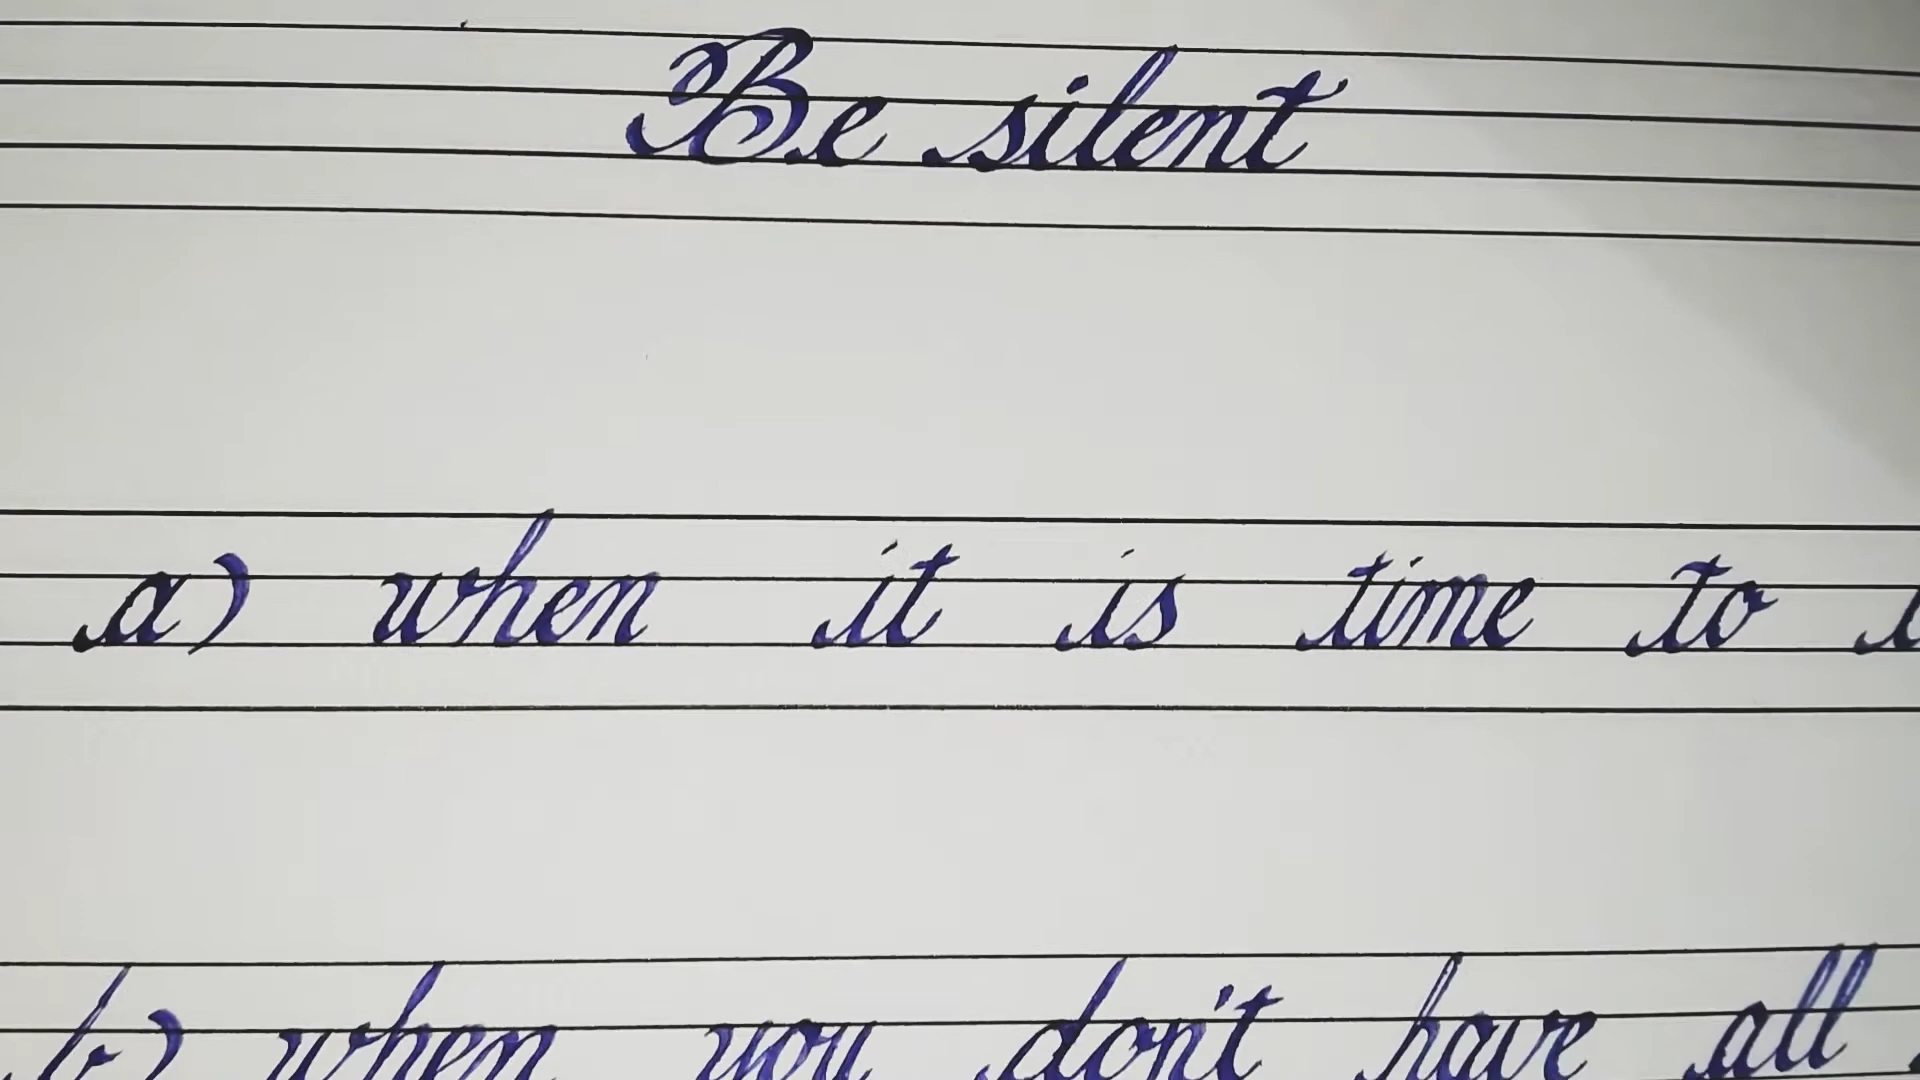 Be silent
a) when it is time to
b) when you don't have all